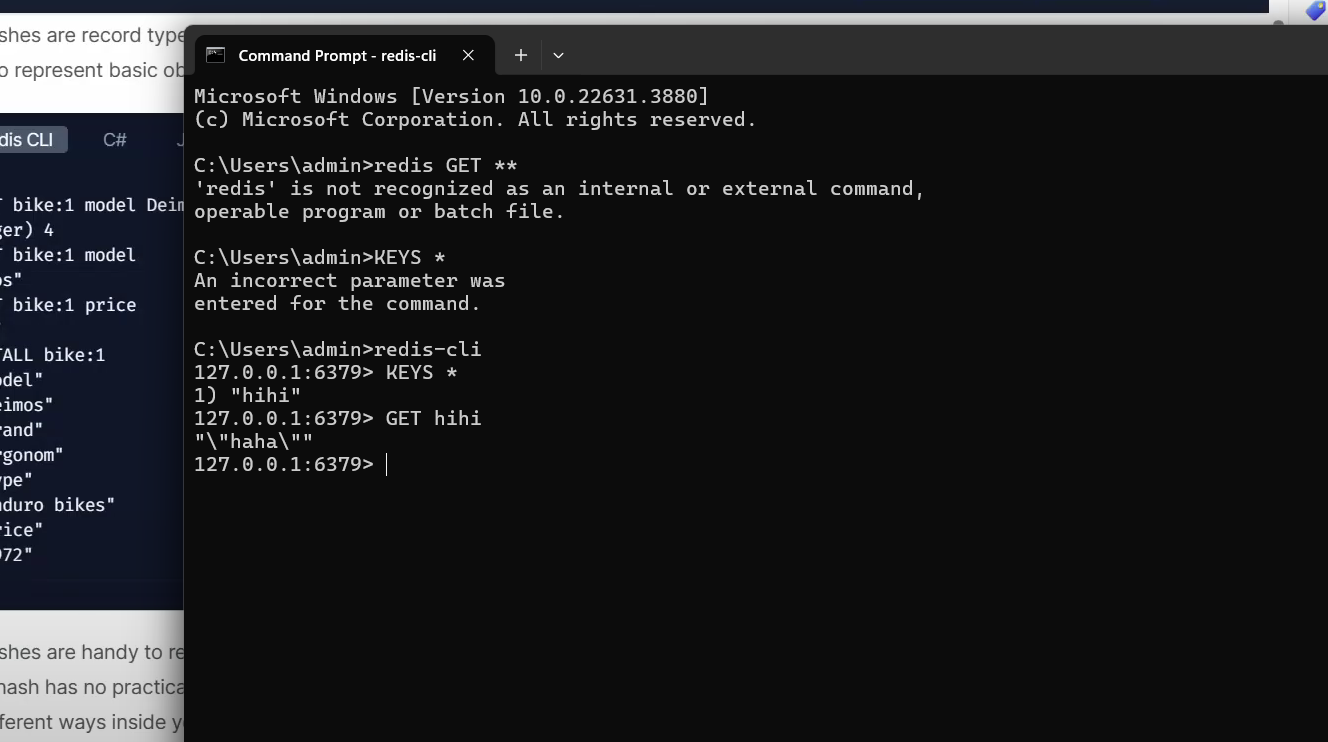 shes are record type
o represent basic ob
Redis CLI
C#
bike:1 model Deim
ger) 4
bike:1 model
os"
bike:1 price
TALL bike:1
odel"
eimos"
rand"
rgonom"
ype"
nduro bikes"
rice"
972"
shes are handy to re
hash has no practica
ferent ways inside y
Command Prompt - redis-cli
Microsoft Windows [Version 10.0.22631.3880]
(c) Microsoft Corporation. All rights reserved.
C:\Users\admin>redis GET **
'redis' is not recognized as an internal or external command,
operable program or batch file.
C:\Users\admin>KEYS *
An incorrect parameter was
entered for the command.
C:\Users\admin>redis-cli
127.0.0.1:6379> KEYS *
1) "hihi"
127.0.0.1:6379> GET hihi
"\"haha\""
127.0.0.1:6379>